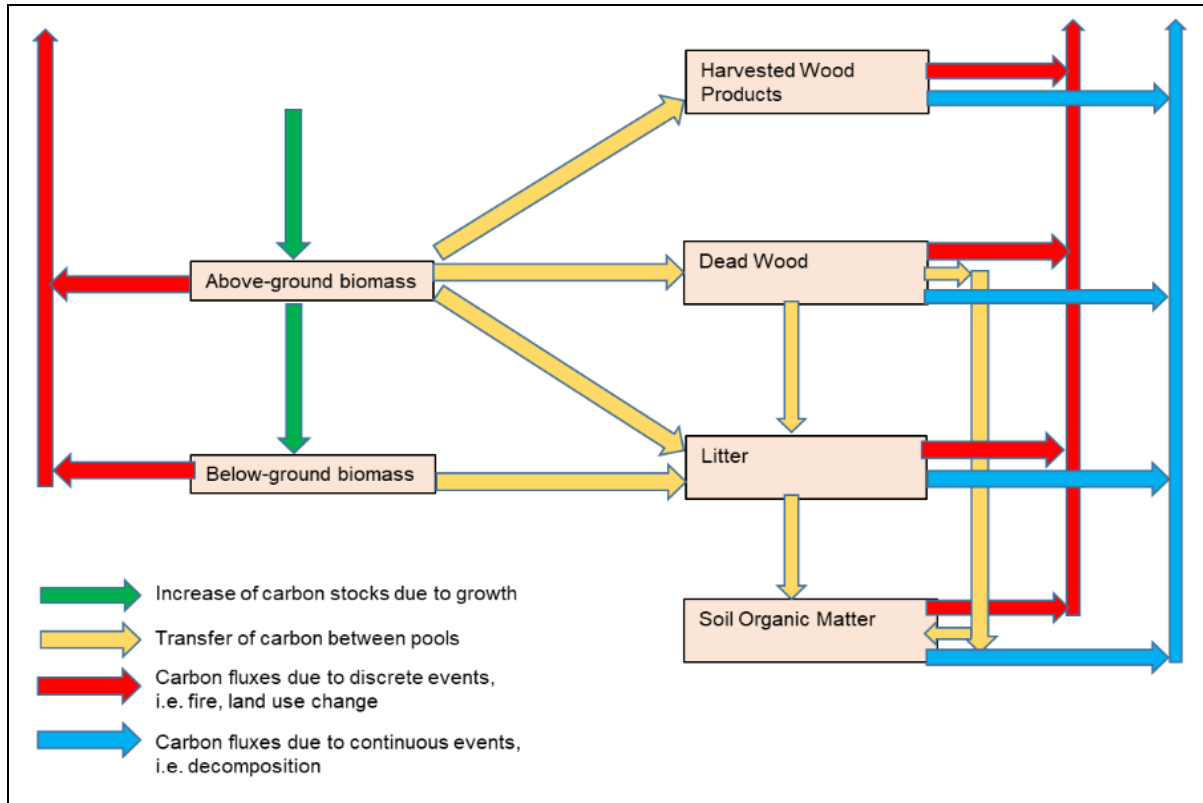 Harvested Wood
Products
Dead Wood
Above-ground biomass
Litter
Below-ground biomass
Soil Organic Matter
Increase of carbon stocks due to growth
Transfer of carbon between pools
Carbon fluxes due to discrete events,
i.e. fire, land use change
Carbon fluxes due to continuous events,
i.e. decomposition